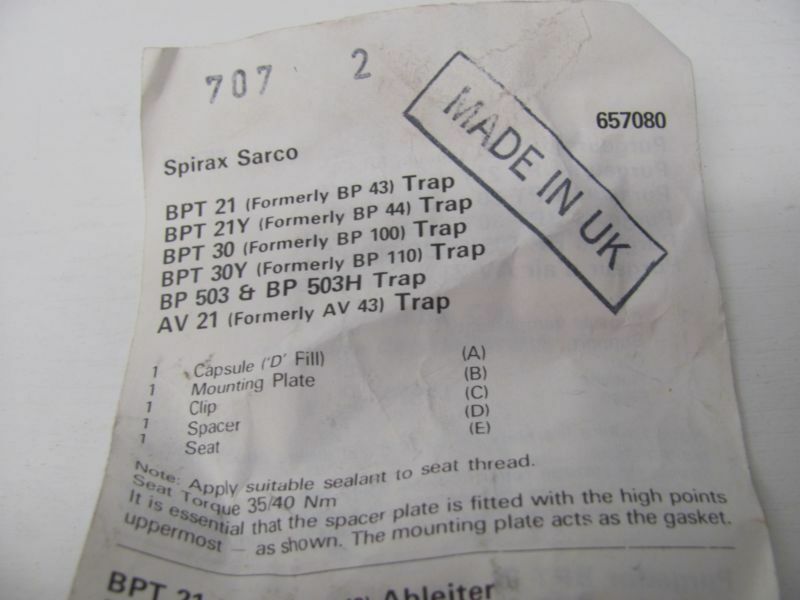 707 2
MADE IN UK
657080
Spirax Sarco
BPT 21 (Formerly BP 43) Trap
BPT 21Y (Formerly BP 44) Trap
BPT 30 (Formerly BP 100) Trap
BPT 30Y (Formerly BP 110) Trap
BP 503 & BP 503H Trap
AV 21 (Formerly AV 43) Trap
1 Capsule ('D' Fill) (A)
1 Mounting Plate (B)
1 Clip (C)
1 Spacer (D)
1 Seat (E)
Note: Apply suitable sealant to seat thread.
Seat Torque 35/40 Nm
It is essential that the spacer plate is fitted with the high points
uppermost — as shown. The mounting plate acts as the gasket.
BPT 21 Ableiter